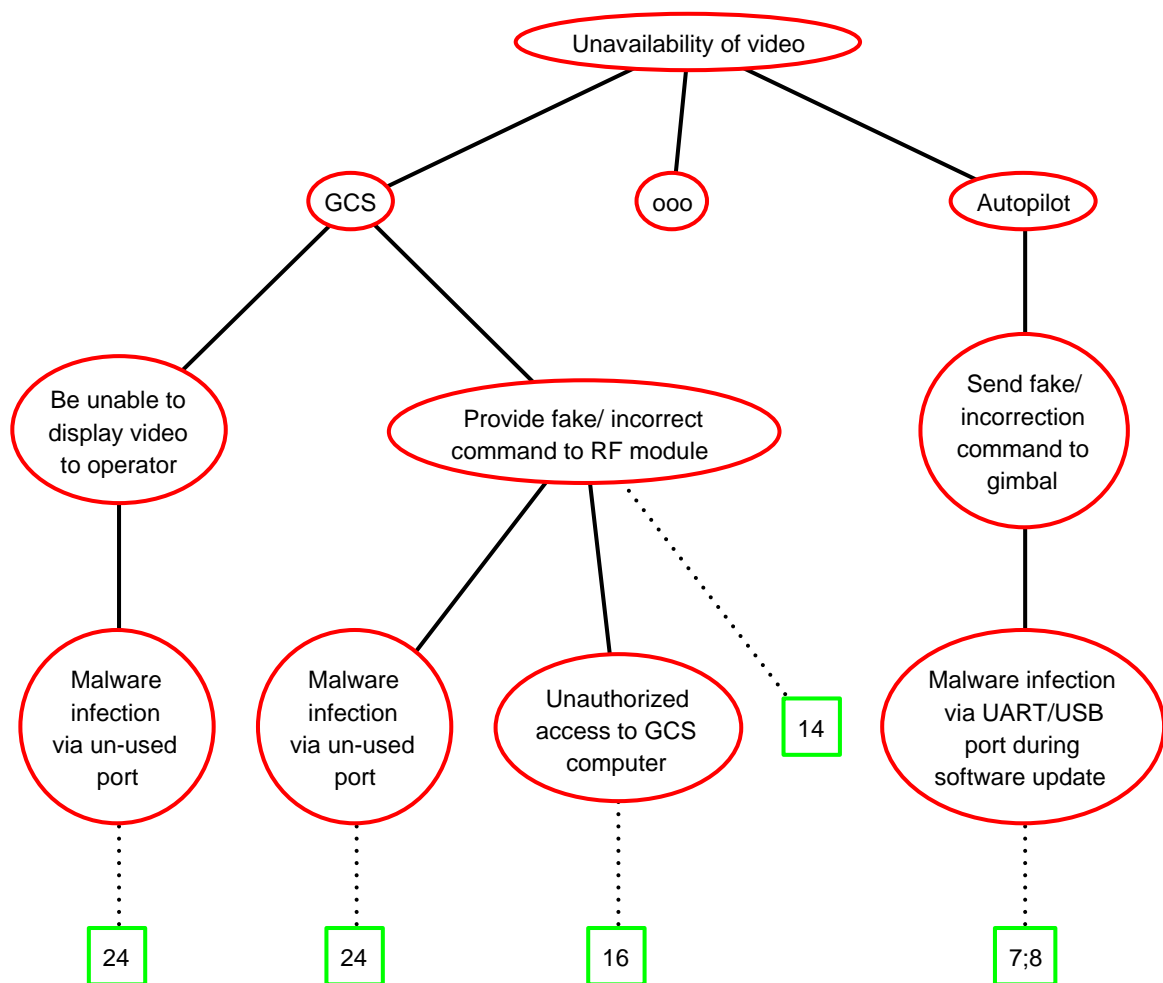 Unavailability of video
GCS
ooo
Autopilot
Be unable to
display video
to operator
Provide fake/ incorrect
command to RF module
Send fake/
incorrection
command to
gimbal
Malware
infection
via un-used
port
Malware
infection
via un-used
port
Unauthorized
access to GCS
computer
14
Malware infection
via UART/USB
port during
software update
24
24
16
7;8